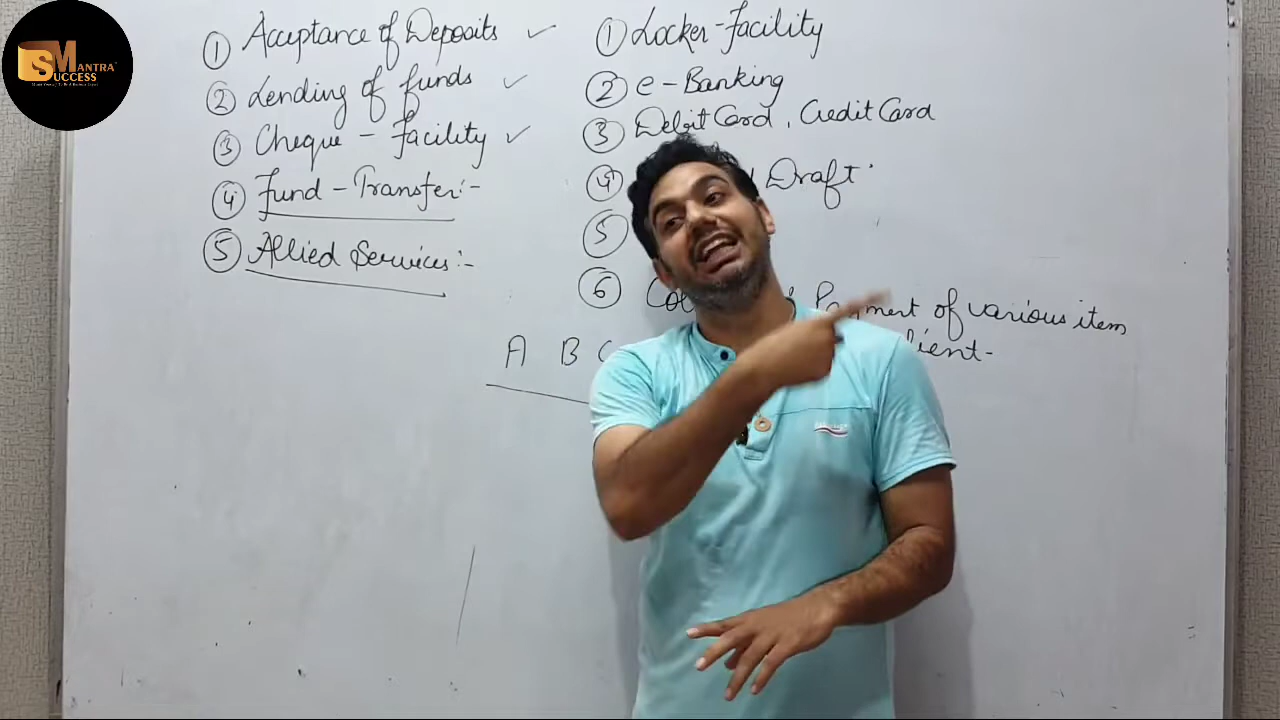 SMANTRA
SUCCESS
① Acceptance of Deposits ✓
② Lending of funds ✓
③ Cheque - Facility ✓
④ Fund - Transfer :-
⑤ Allied Services :-
① Locker - Facility
② e - Banking
③ Debit Card , Credit Card
④ Draft
⑤
⑥ Payment of various item
A B C